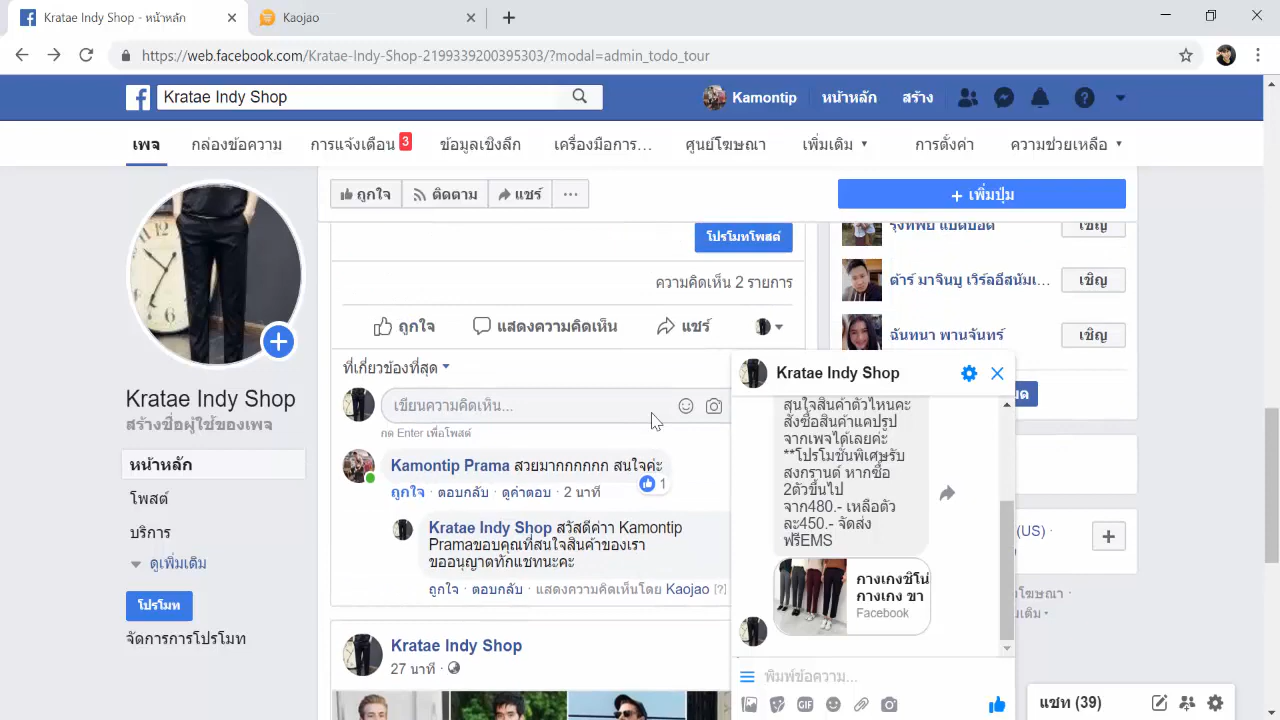 Kratae Indy Shop - หน้าหลัก
Kaojao
https://web.facebook.com/Kratae-Indy-Shop-2199339200395303/?modal=admin_todo_tour
Kratae Indy Shop
Kamontip
หน้าหลัก
สร้าง
เพจ
กล่องข้อความ
การแจ้งเตือน 3
ข้อมูลเชิงลึก
เครื่องมือการ...
ศูนย์โฆษณา
เพิ่มเติม
การตั้งค่า
ความช่วยเหลือ
ถูกใจ
ติดตาม
แชร์
+ เพิ่มปุ่ม
Kratae Indy Shop
สร้างชื่อผู้ใช้ของเพจ
หน้าหลัก
โพสต์
บริการ
ดูเพิ่มเติม
โปรโมท
จัดการการโปรโมท
โปรโมทโพสต์
ความคิดเห็น 2 รายการ
ถูกใจ
แสดงความคิดเห็น
แชร์
ที่เกี่ยวข้องที่สุด
เขียนความคิดเห็น...
กด Enter เพื่อโพสต์
Kamontip Prama สวยมากกกกกก สนใจค่ะ
1
ถูกใจ · ตอบกลับ · ดูคำตอบ · 2 นาที
Kratae Indy Shop สวัสดีค่าา Kamontip
Pramaขอบคุณที่สนใจสินค้าของเรา
ขออนุญาตทักแชทนะคะ
ถูกใจ · ตอบกลับ · แสดงความคิดเห็นโดย Kaojao [?]
Kratae Indy Shop
27 นาที
เชิญ
ด้าร์ มาจินบู เวิร์ลอีสนัมเ...
เชิญ
ฉันทนา พานจันทร์
เชิญ
(US) ·
Kratae Indy Shop
สนใจสินค้าตัวไหนคะ
สั่งซื้อสินค้าแคปรูป
จากเพจได้เลยค่ะ
**โปรโมชั่นพิเศษรับ
สงกรานต์ หากซื้อ
2ตัวขึ้นไป
จาก480.- เหลือตัว
ละ450.- จัดส่ง
ฟรีEMS
กางเกงชิโน่
กางเกง ขา
Facebook
พิมพ์ข้อความ...
GIF
แชท (39)